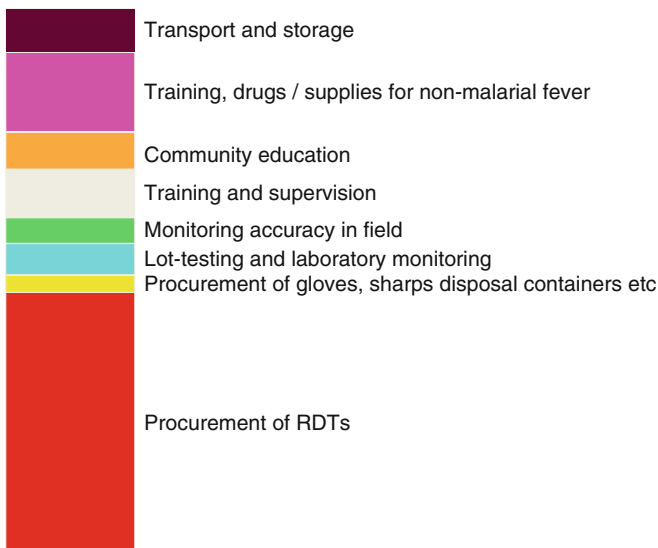 Transport and storage
Training, drugs / supplies for non-malarial fever
Community education
Training and supervision
Monitoring accuracy in field
Lot-testing and laboratory monitoring
Procurement of gloves, sharps disposal containers etc
Procurement of RDTs